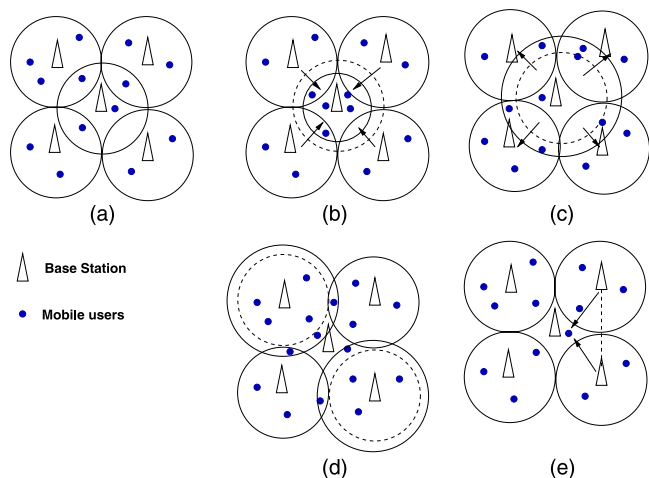 (a)
(b)
(c)
Base Station
Mobile users
(d)
(e)